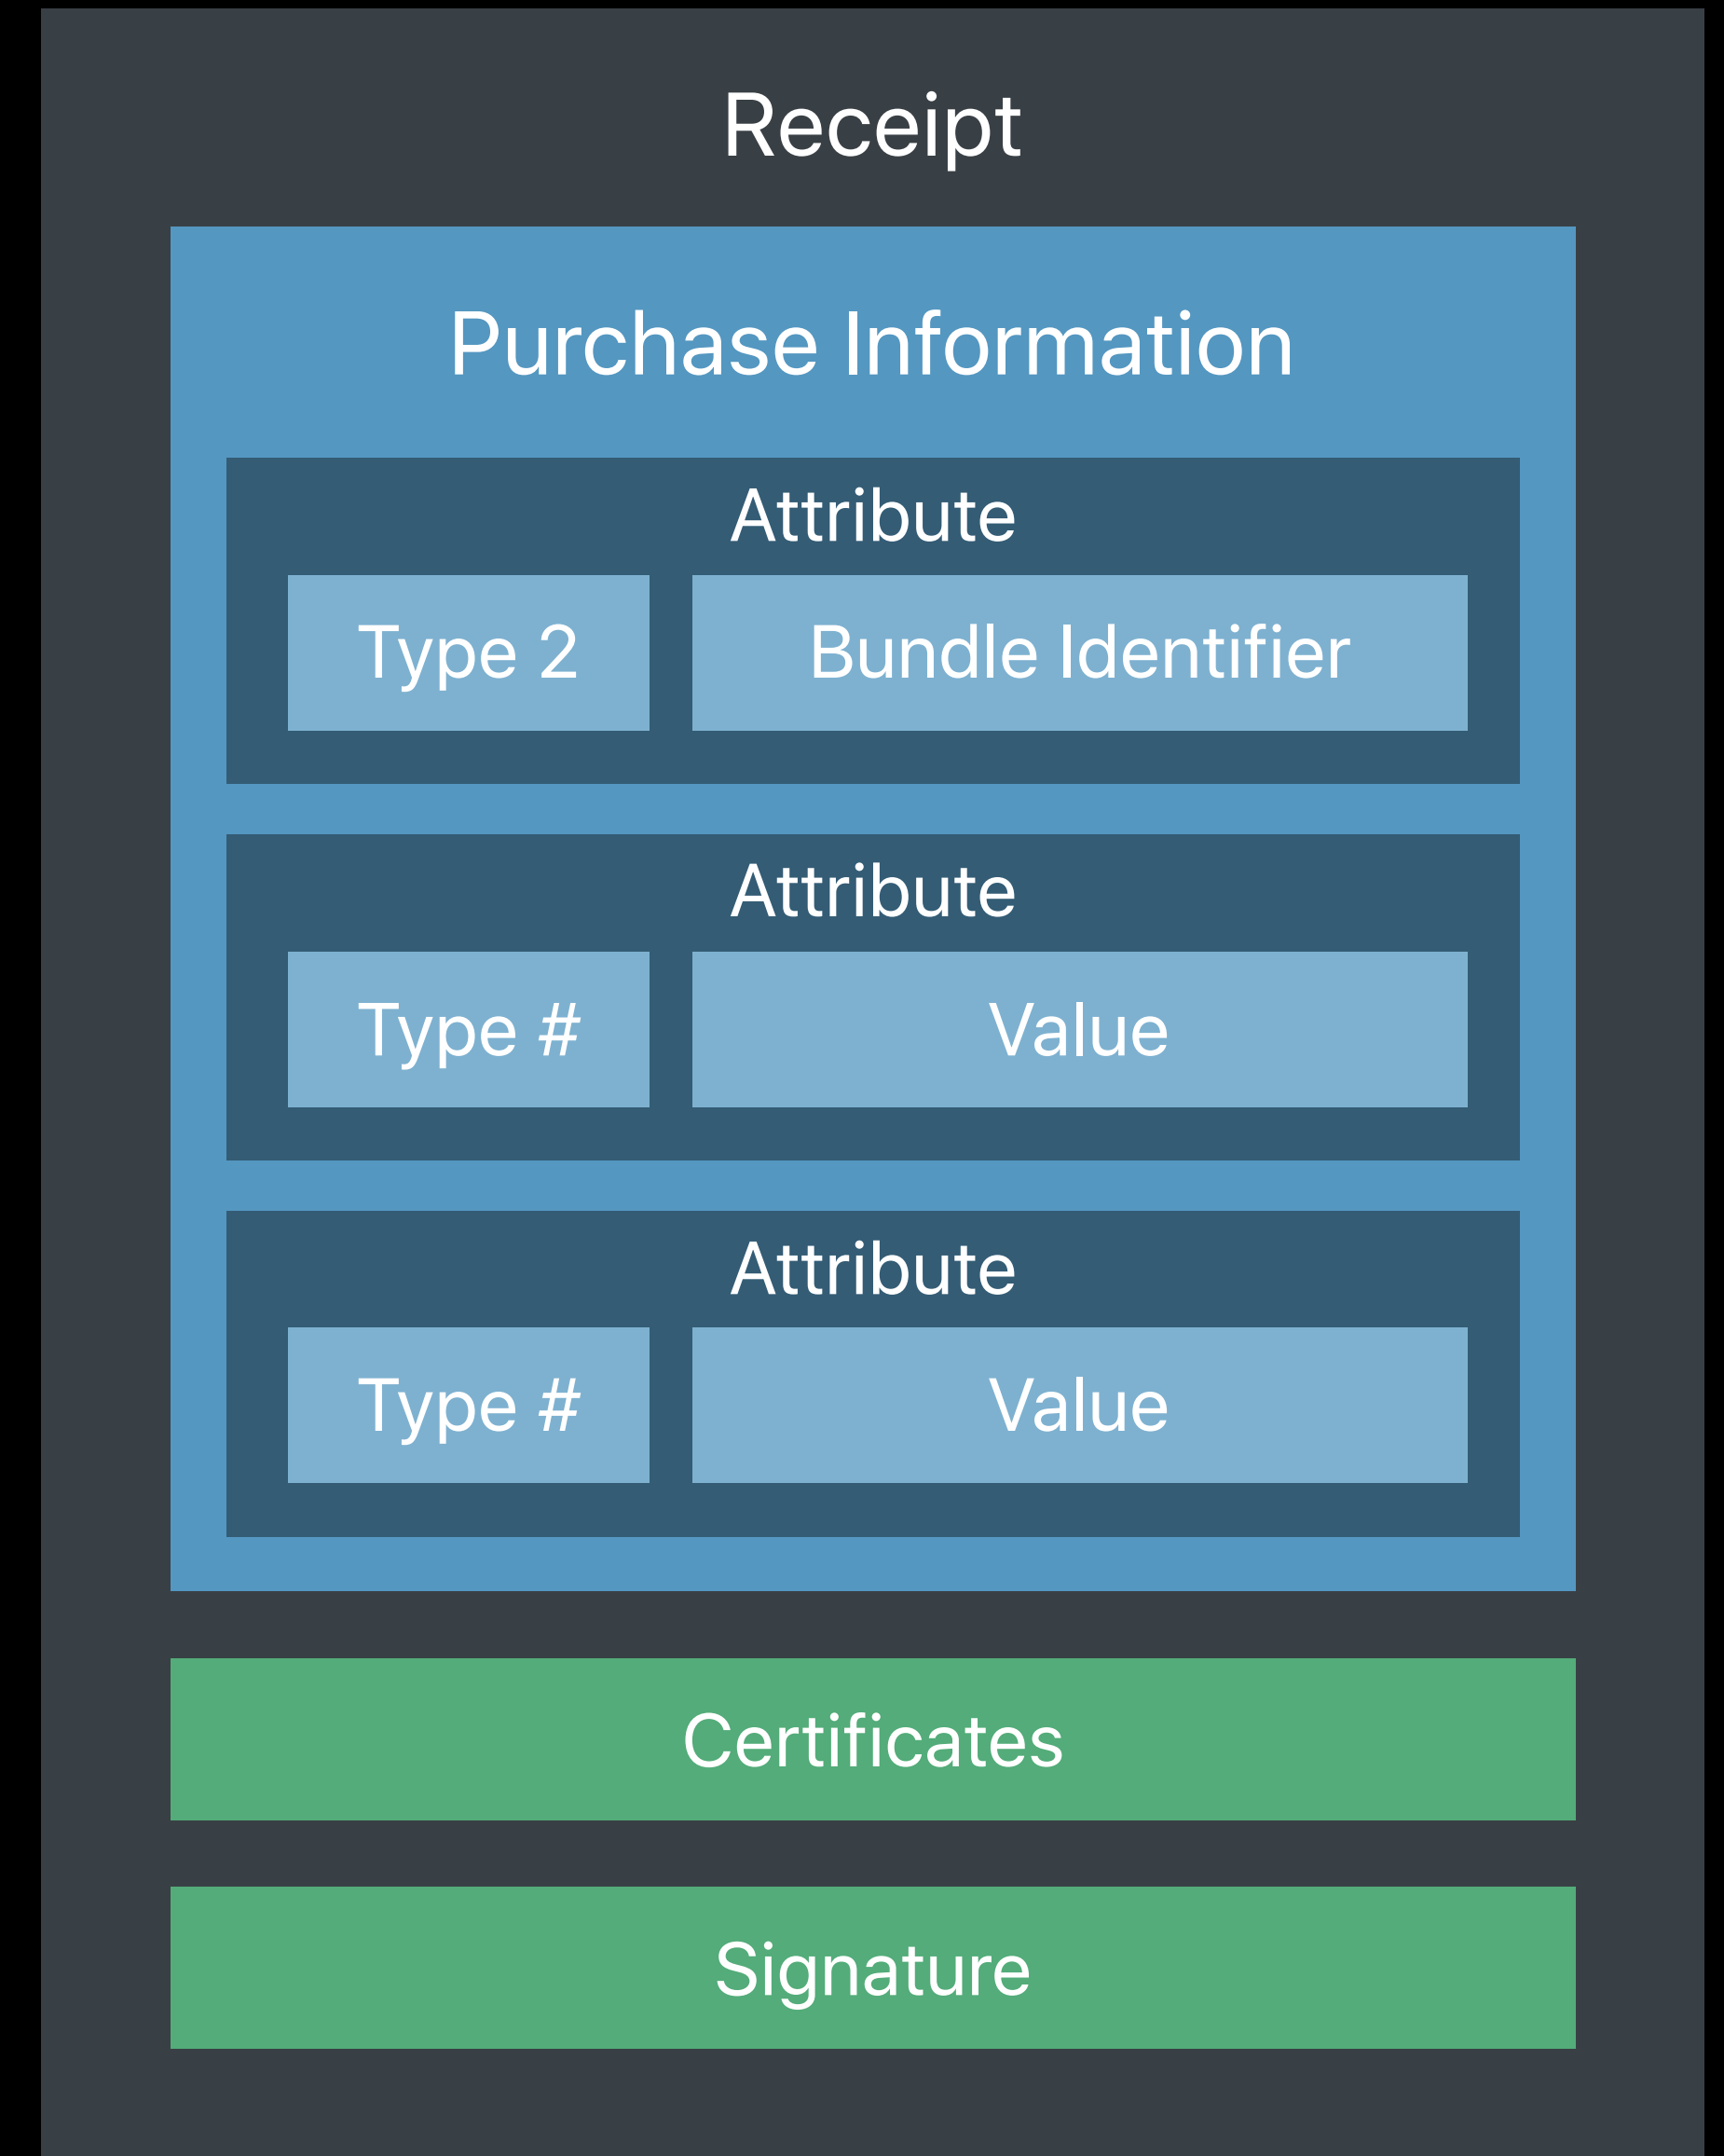 Receipt
Purchase Information
Attribute
Type 2 Bundle Identifier
Attribute
Type # Value
Attribute
Type # Value
Certificates
Signature